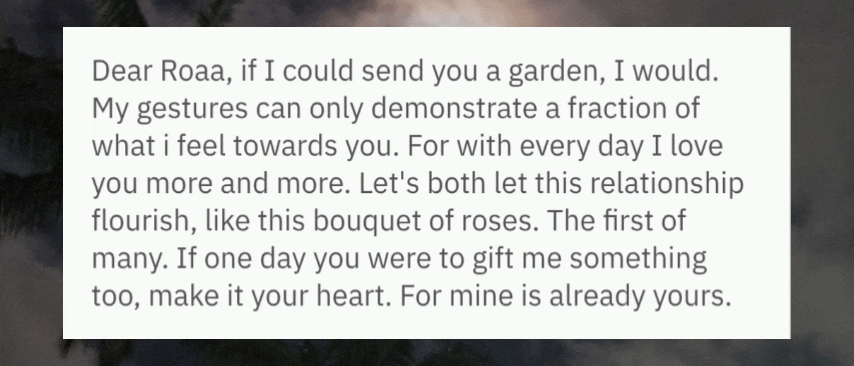 Dear Roaa, if I could send you a garden, I would.
My gestures can only demonstrate a fraction of
what i feel towards you. For with every day I love
you more and more. Let's both let this relationship
flourish, like this bouquet of roses. The first of
many. If one day you were to gift me something
too, make it your heart. For mine is already yours.